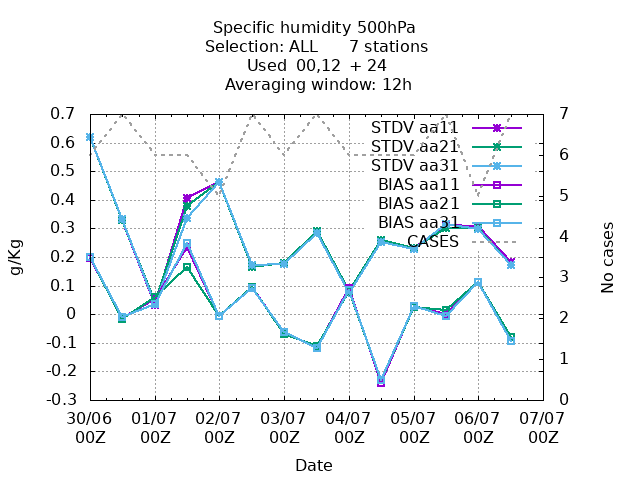 Specific humidity 500hPa
Selection: ALL 7 stations
Used 00,12 + 24
Averaging window: 12h
0.7
0.6
0.5
0.4
0.3
0.2
0.1
0
-0.1
-0.2
-0.3
g/Kg
7
6
5
4
3
2
1
0
No cases
STDV aa11
STDV aa21
STDV aa31
BIAS aa11
BIAS aa21
BIAS aa31
CASES
30/06 01/07 02/07 03/07 04/07 05/07 06/07 07/07
00Z 00Z 00Z 00Z 00Z 00Z 00Z 00Z
Date